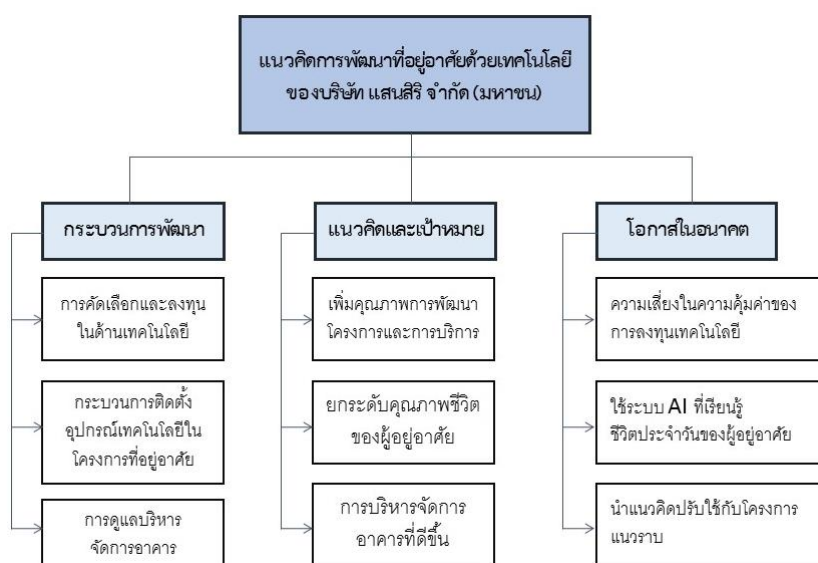 แนวคิดการพัฒนาที่อยู่อาศัยด้วยเทคโนโลยี
ของบริษัท แสนสิริ จำกัด (มหาชน)
กระบวนการพัฒนา
การคัดเลือกและลงทุน
ในด้านเทคโนโลยี
กระบวนการติดตั้ง
อุปกรณ์เทคโนโลยีใน
โครงการที่อยู่อาศัย
การดูแลบริหาร
จัดการอาคาร
แนวคิดและเป้าหมาย
เพิ่มคุณภาพการพัฒนา
โครงการและการบริการ
ยกระดับคุณภาพชีวิต
ของผู้อยู่อาศัย
การบริหารจัดการ
อาคารที่ดีขึ้น
โอกาสในอนาคต
ความเสี่ยงในความคุ้มค่าของ
การลงทุนเทคโนโลยี
ใช้ระบบ AI ที่เรียนรู้
ชีวิตประจำวันของผู้อยู่อาศัย
นำแนวคิดปรับใช้กับโครงการ
แนวราบ